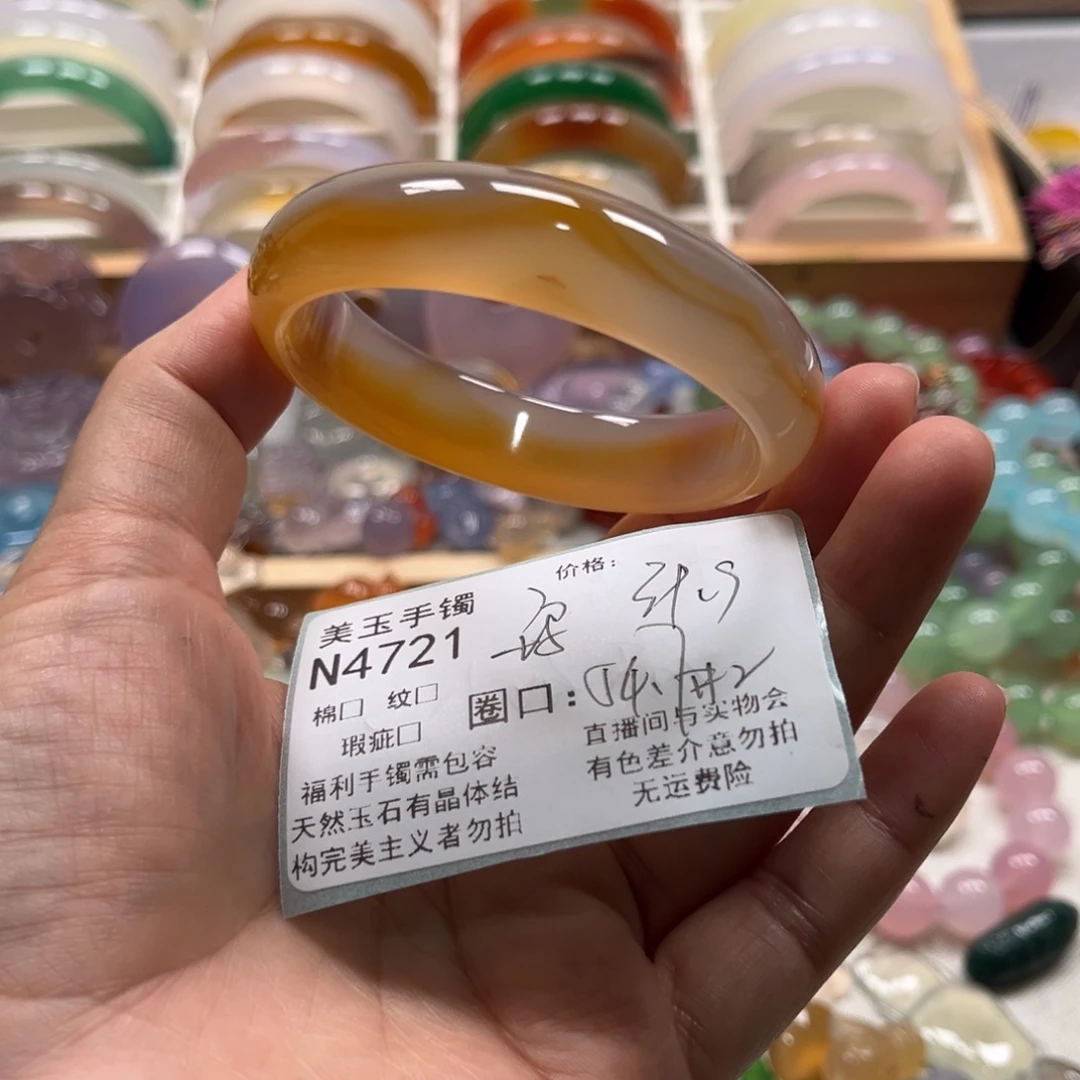 美玉手镯
N4721
棉□ 纹□
瑕疵□
福利手镯需包容
天然玉石有晶体结
构完美主义者勿拍
价格：
圈口：54.
直播间与实物会
有色差介意勿拍
无运费险